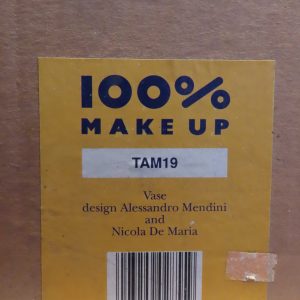 100%
MAKE UP
TAM19
Vase
design Alessandro Mendini
and
Nicola De Maria